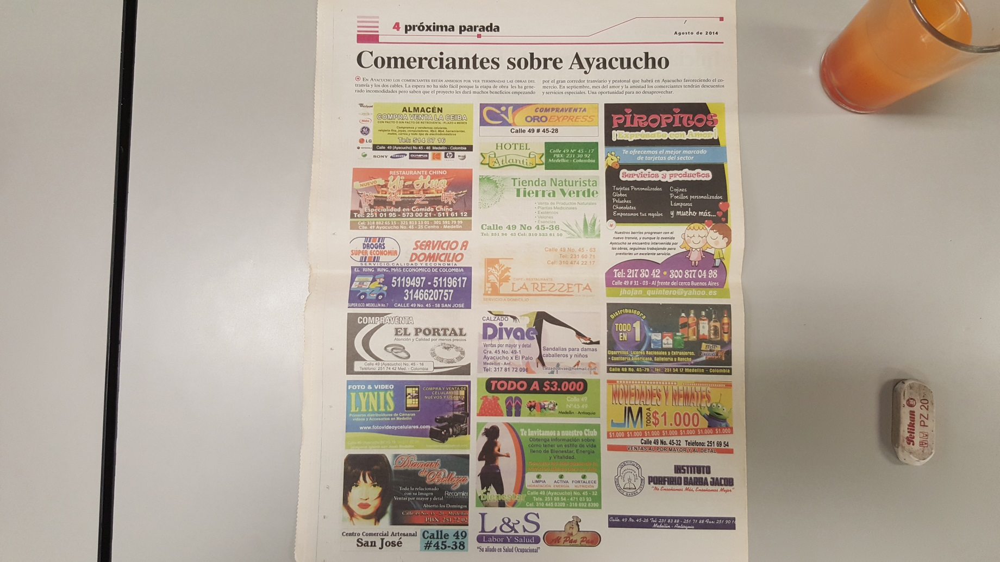 4 próxima parada
Agosto de 2014
Comerciantes sobre Ayacucho
EN AYACUCHO LOS COMERCIANTES ESTÁN ANSIOSOS POR VER TERMINADAS LAS OBRAS DEL
tranvía y los dos cables. La espera no ha sido fácil porque la etapa de obra les ha gene-
rado incomodidades pero saben que el proyecto les dará muchos beneficios empezando
por el gran corredor tranviario y peatonal que habrá en Ayacucho favoreciendo el co-
mercio. En septiembre, mes del amor y la amistad los comerciantes tendrán descuentos
y servicios especiales. Una oportunidad para no desaprovechar.
Whirlpool
LG
ALMACÉN
COMPRA VENTA LA CEIBA
CON PACTO O SIN PACTO DE RETROVENTA - PLAZO 4 MESES
Compramos y vendemos celulares,
relojería fina, joyas, computadores, Mp3, Mp4, herramientas,
motos, carros y todo tipo de electrodomésticos
Tel: 514 07 16
Calle 49 (Ayacucho) No 45 - 46 Medellín - Colombia
SONY SAMSUNG OLYMPUS Kodak hp
RESTAURANTE CHINO
NUEVO Yi-Hua
怡 华 之 味
Especialidad en Comida China
Tel: 251 01 95 - 573 00 21 - 511 61 12
Cel: 318 882 65 15 - 321 813 13 01 - 301 591 79 99
Clle. 49 Ayacucho No. 45 - 25 Centro - Medellín
DROGAS
SUPER ECONOMIA
SERVICIO A
DOMICILIO
SERVICIO, CALIDAD Y ECONOMÍA
EL ´RING ´RING, MÁS ECONÓMICO DE COLOMBIA
5119497 - 5119617
3146620757
SUPER ECO. MEDELLIN No. 7 CALLE 49 No. 45 - 58 SAN JOSÉ
COMPRAVENTA
EL PORTAL
Atención y Calidad por menos precios
Calle 49 (Ayacucho) No. 45 - 16
Teléfono: 251 74 42 Med. - Colombia
FOTO & VIDEO
LYNIS
COMPRA Y VENTA DE
CELULARES
NUEVOS Y USADOS
Primeros distribuidores de Cámaras
videos y Accesorios en Medellín
www.fotovideoycelulares.com
Diamant
de Belleza
Todo lo relacionado
con su Imagen
Ventas por mayor y detal
Recamier
PROFESSIONAL
Abierto los Domingos
Calle 49 No. 45 - 20 - Medellín
PBX: 251 72 02
Centro Comercial Artesanal
San José
Calle 49
#45-38
COMPRAVENTA
ORO EXPRESS
Calle 49 # 45-28
HOTEL
Atlantis
Calle 49 Nº 45 - 17
PBX: 231 30 92
Medellín - Colombia
Tienda Naturista
Tierra Verde
• Venta de Productos Naturales
• Plantas Medicinales
• Exotéricos
• Velones
• Esencias
Calle 49 No 45-36
Tel: 251 96 43 Cel: 310 533 61 50
Calle 49 No. 45 - 63
Tel: 231 60 71
Cel: 310 474 22 17
CAFÉ - RESTAURANTE
LA REZZETA
SERVICIO A DOMICILIO
CALZADO
Divae
Ventas por mayor y detal
Cra. 45 No. 49-1
Ayacucho x El Palo
Medellín - Ant.
Tel: 317 81 72 096
Sandalias para damas
caballeros y niños
calzadodivae@hotmail.com
TODO A $3.000
Calle 49
Nº45 49
Medellin - Antioquia
Te Invitamos a nuestro Club
Obtenga información sobre
cómo tener un estilo de vida
lleno de Bienestar, Energía
y Vitalidad.
LIMPIA ACTIVA FORTALECE
HIDRATACIÓN ENERGÍA NUTRICIÓN
bienestar
Calle 49 (Ayacucho) No. 45 - 32
Tels. 251 69 54 - 471 03 93
Cel. 310 445 0309 - 316 692 8390
L&S
Labor Y Salud
"Su aliado en Salud Ocupacional"
Al Pan Pan
PIROPITOS
¡Exprésate con Amor!
Te ofrecemos el mejor marcado
de tarjetas del sector
Servicios y productos
Tarjetas Personalizadas
Globos
Peluches
Chocolates
Empacamos tus regalos
Cojines
Pocillos personalizados
Lámparas
y mucho más...
Nuestros barrios progresan con el
nuevo tranvía, y aunque la avenida
Ayacucho se encuentra intervenida por
las obras, seguimos trabajando para
prestarles un excelente servicio.
Tel: 217 30 42 • 300 877 04 98
Calle 49 # 31 - 03 - Al frente del cerca Buenos Aires
jhojan_quintero@yahoo.es
Distribuidora
TODO
EN 1
Cigarrillos, Licores Nacionales y Extranjeros,
• Confitería Americana, Galletería y Rancho
Calle 49 No. 45-79 - Tel.: 251 54 17 Medellín - Colombia
NOVEDADES Y REMATES
JM TODO A $1.000
$1.000 $1.000 $1.000 $1.000 $1.000 $1.000 $1.000
Calle 49 No. 45-32 Teléfono: 251 69 54
VENTAS AL POR MAYOR Y AL DETAL
INSTITUTO
PORFIRIO BARBA JACOB
INSTITUTO
PORFIRIO BARBA JACOB
"No Enseñamos Más, Enseñamos Mejor"
Calle. 49 No. 45-26 Tel: 231 83 88 - 251 71 88 Fax: 251 90 1
Medellín - Antioquia
Pelikan
PZ 20